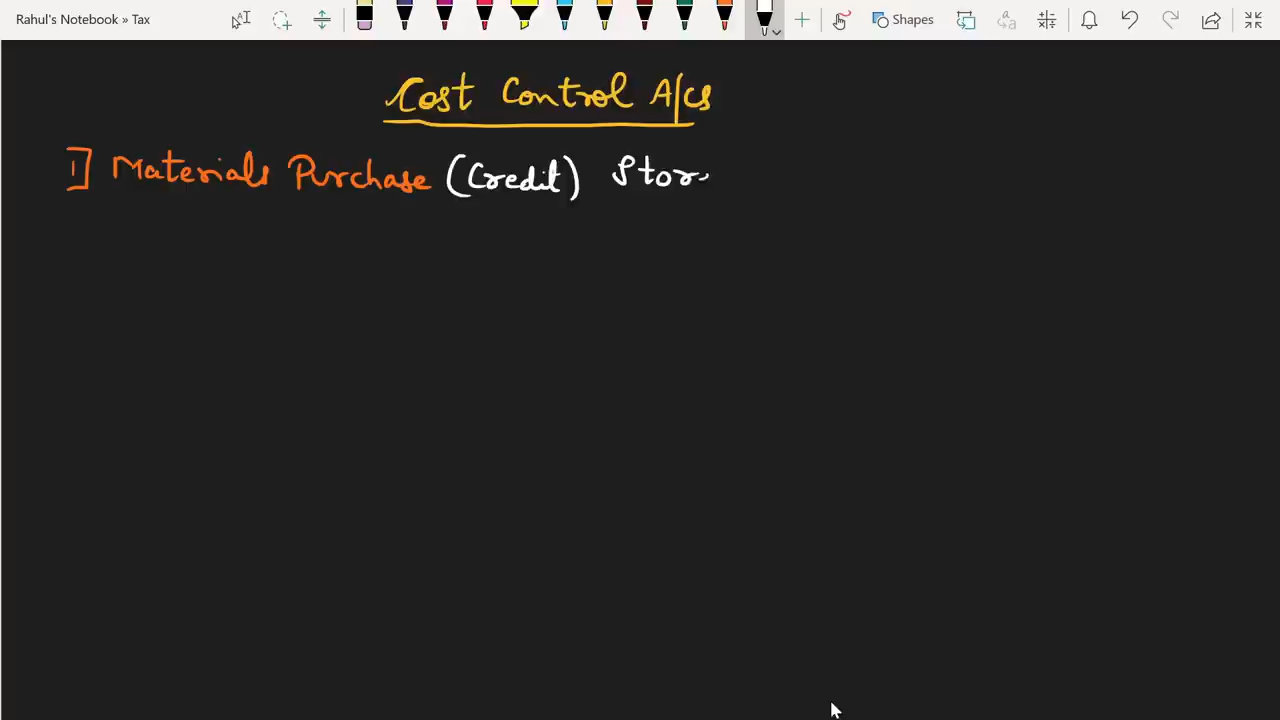 Rahul's Notebook » Tax
Shapes
Cost Control A/cs
1] Materials Purchase (Credit) Stor